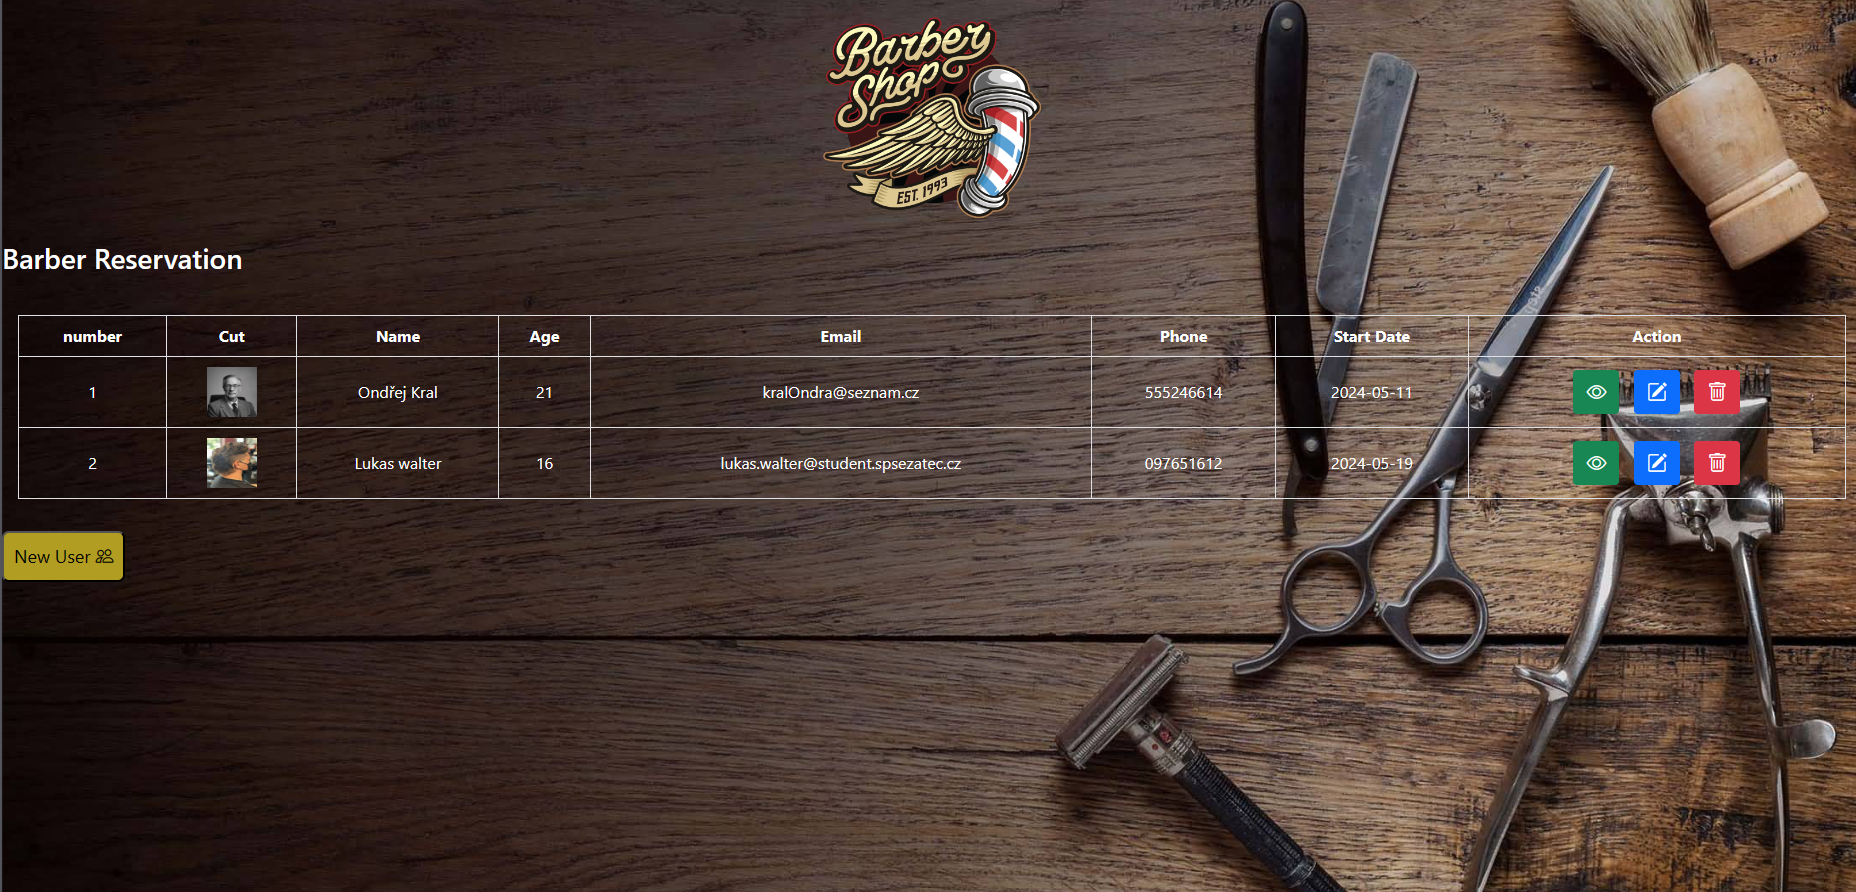 Barber
Shop
EST. 1993
Barber Reservation
number Cut Name Age Email Phone Start Date Action
1 Ondřej Kral 21 kralOndra@seznam.cz 555246614 2024-05-11
2 Lukas walter 16 lukas.walter@student.spsezatec.cz 097651612 2024-05-19
New User